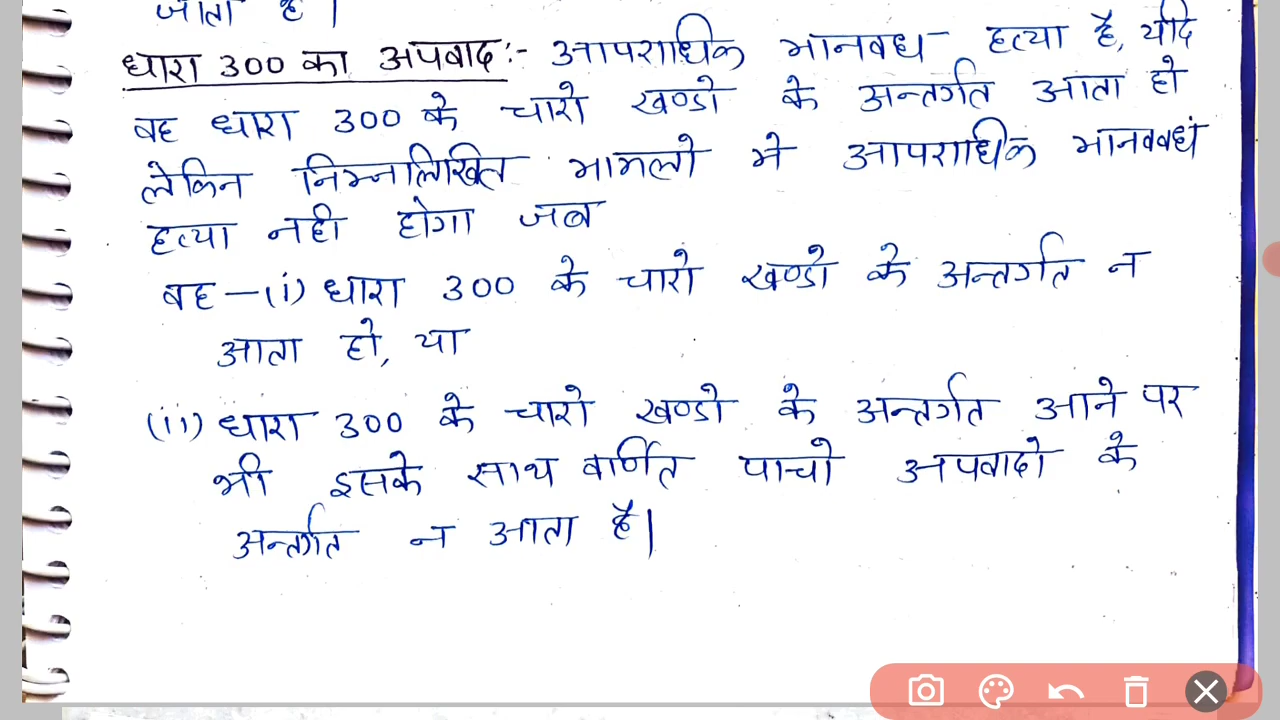 जाता है।
धारा 300 का अपवाद:- आपराधिक मानवध हत्या है, यदि
वह धारा 300 के चारो खण्डो के अन्तर्गत आता हो
लेकिन निम्नलिखित मामलो मे आपराधिक मानववधं
हत्या नही होगा जब
वह – (i) धारा 300 के चारो खण्डो के अन्तर्गत न
आता हो, या
(ii) धारा 300 के चारो खण्डो के अन्तर्गत आने पर
भी इसके साथ वर्णित पाचो अपवादो के
अन्तर्गत न आता है।